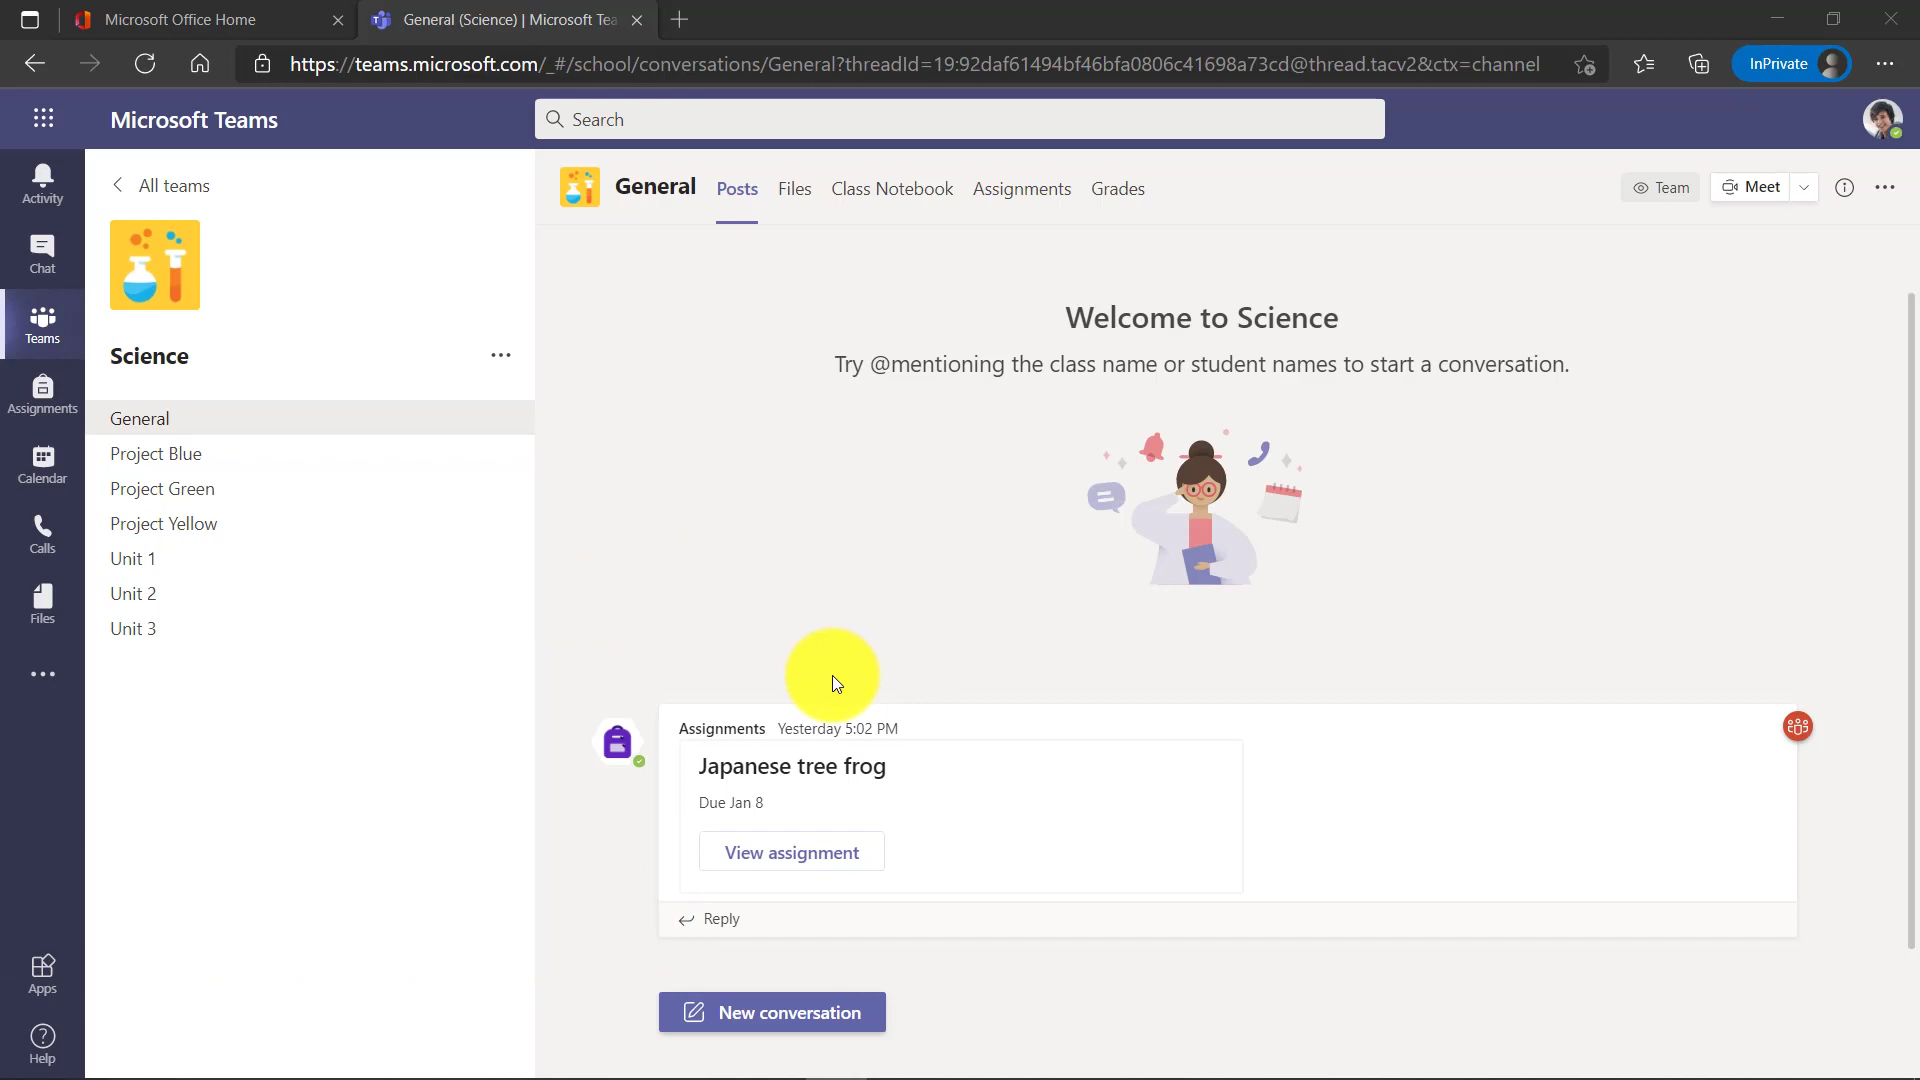 Microsoft Office Home
General (Science) | Microsoft Tea
https://teams.microsoft.com/_#/school/conversations/General?threadId=19:92daf61494bf46bfa0806c41698a73cd@thread.tacv2&ctx=channel
InPrivate
Microsoft Teams
Search
Activity
Chat
Teams
Assignments
Calendar
Calls
Files
Apps
Help
All teams
Science
General
Project Blue
Project Green
Project Yellow
Unit 1
Unit 2
Unit 3
General
Posts
Files
Class Notebook
Assignments
Grades
Team
Meet
Welcome to Science
Try @mentioning the class name or student names to start a conversation.
Assignments Yesterday 5:02 PM
Japanese tree frog
Due Jan 8
View assignment
Reply
New conversation